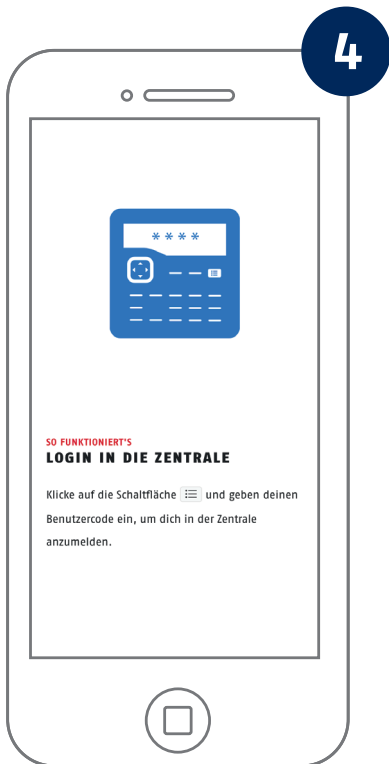 4
* * * *
SO FUNKTIONIERT'S
LOGIN IN DIE ZENTRALE
Klicke auf die Schaltfläche und geben deinen
Benutzercode ein, um dich in der Zentrale
anzumelden.